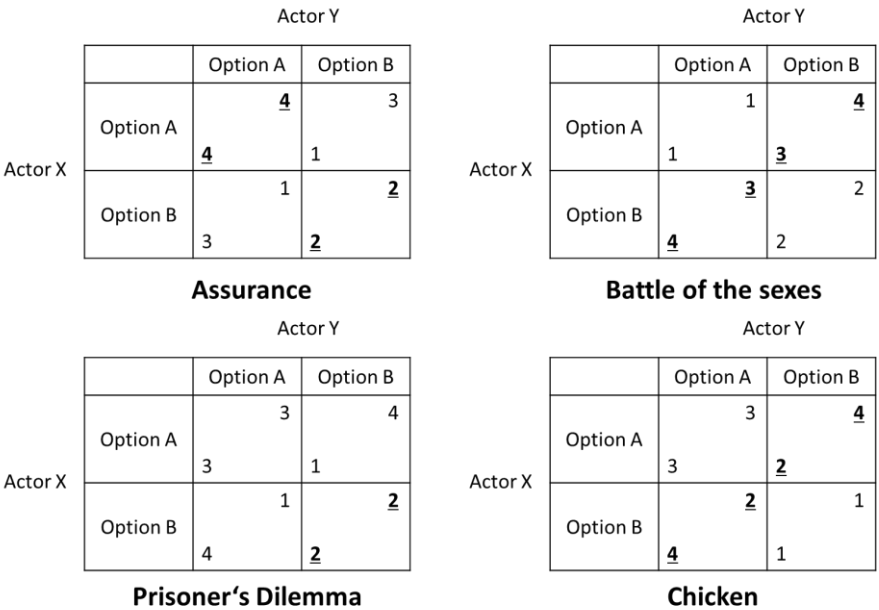 Actor Y Actor Y
Option A Option B Option A Option B
4 3 1 4
Option A Option A
4 1 1 3
Actor X Actor X
1 2 3 2
Option B Option B
3 2 4 2
Assurance Battle of the sexes
Actor Y Actor Y
Option A Option B Option A Option B
3 4 3 4
Option A Option A
3 1 3 2
Actor X Actor X
1 2 2 1
Option B Option B
4 2 4 1
Prisoner‘s Dilemma Chicken